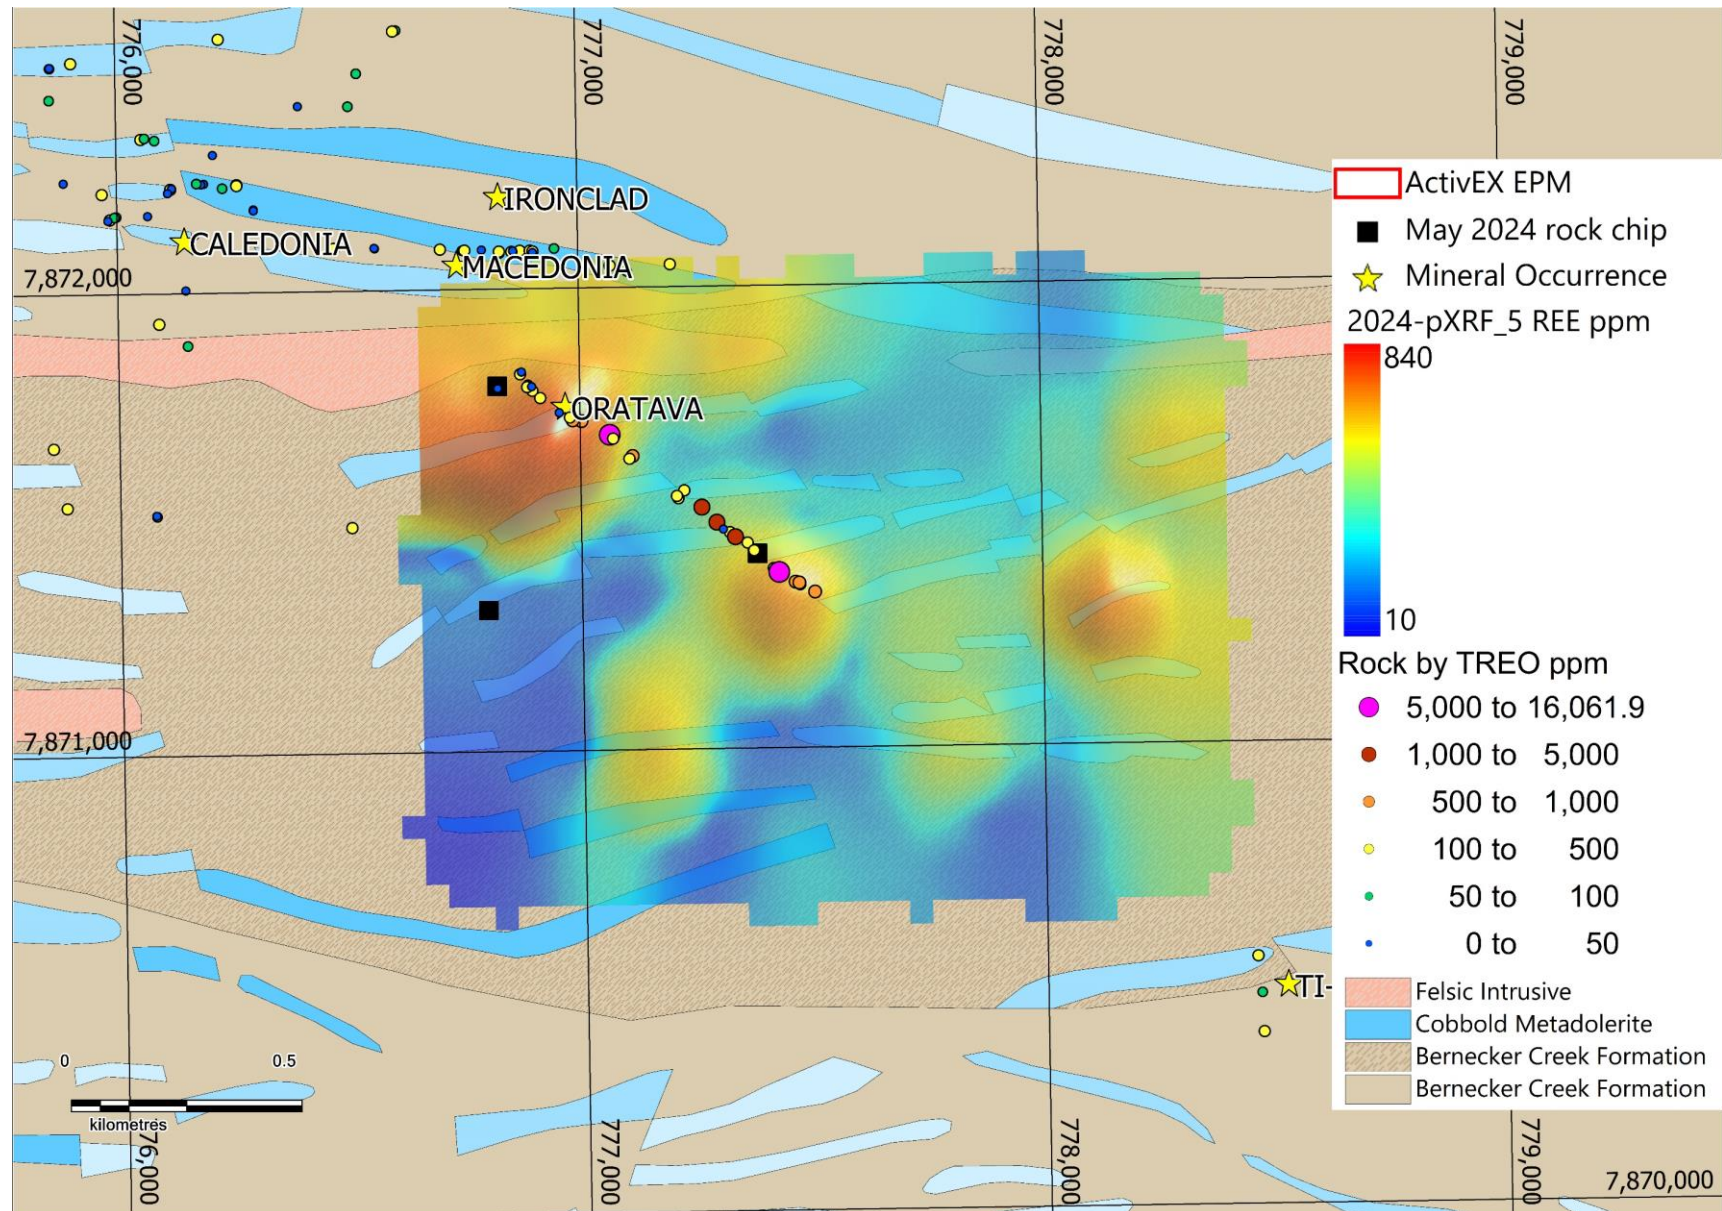 776,000
777,000
778,000
779,000
IRONCLAD
CALEDONIA
MACEDONIA
7,872,000
ORATAVA
7,871,000
TI-
0 0.5
kilometres
776,000
777,000
778,000
779,000
7,870,000
ActivEX EPM
May 2024 rock chip
Mineral Occurrence
2024-pXRF_5 REE ppm
840
10
Rock by TREO ppm
5,000 to 16,061.9
1,000 to 5,000
500 to 1,000
100 to 500
50 to 100
0 to 50
Felsic Intrusive
Cobbold Metadolerite
Bernecker Creek Formation
Bernecker Creek Formation